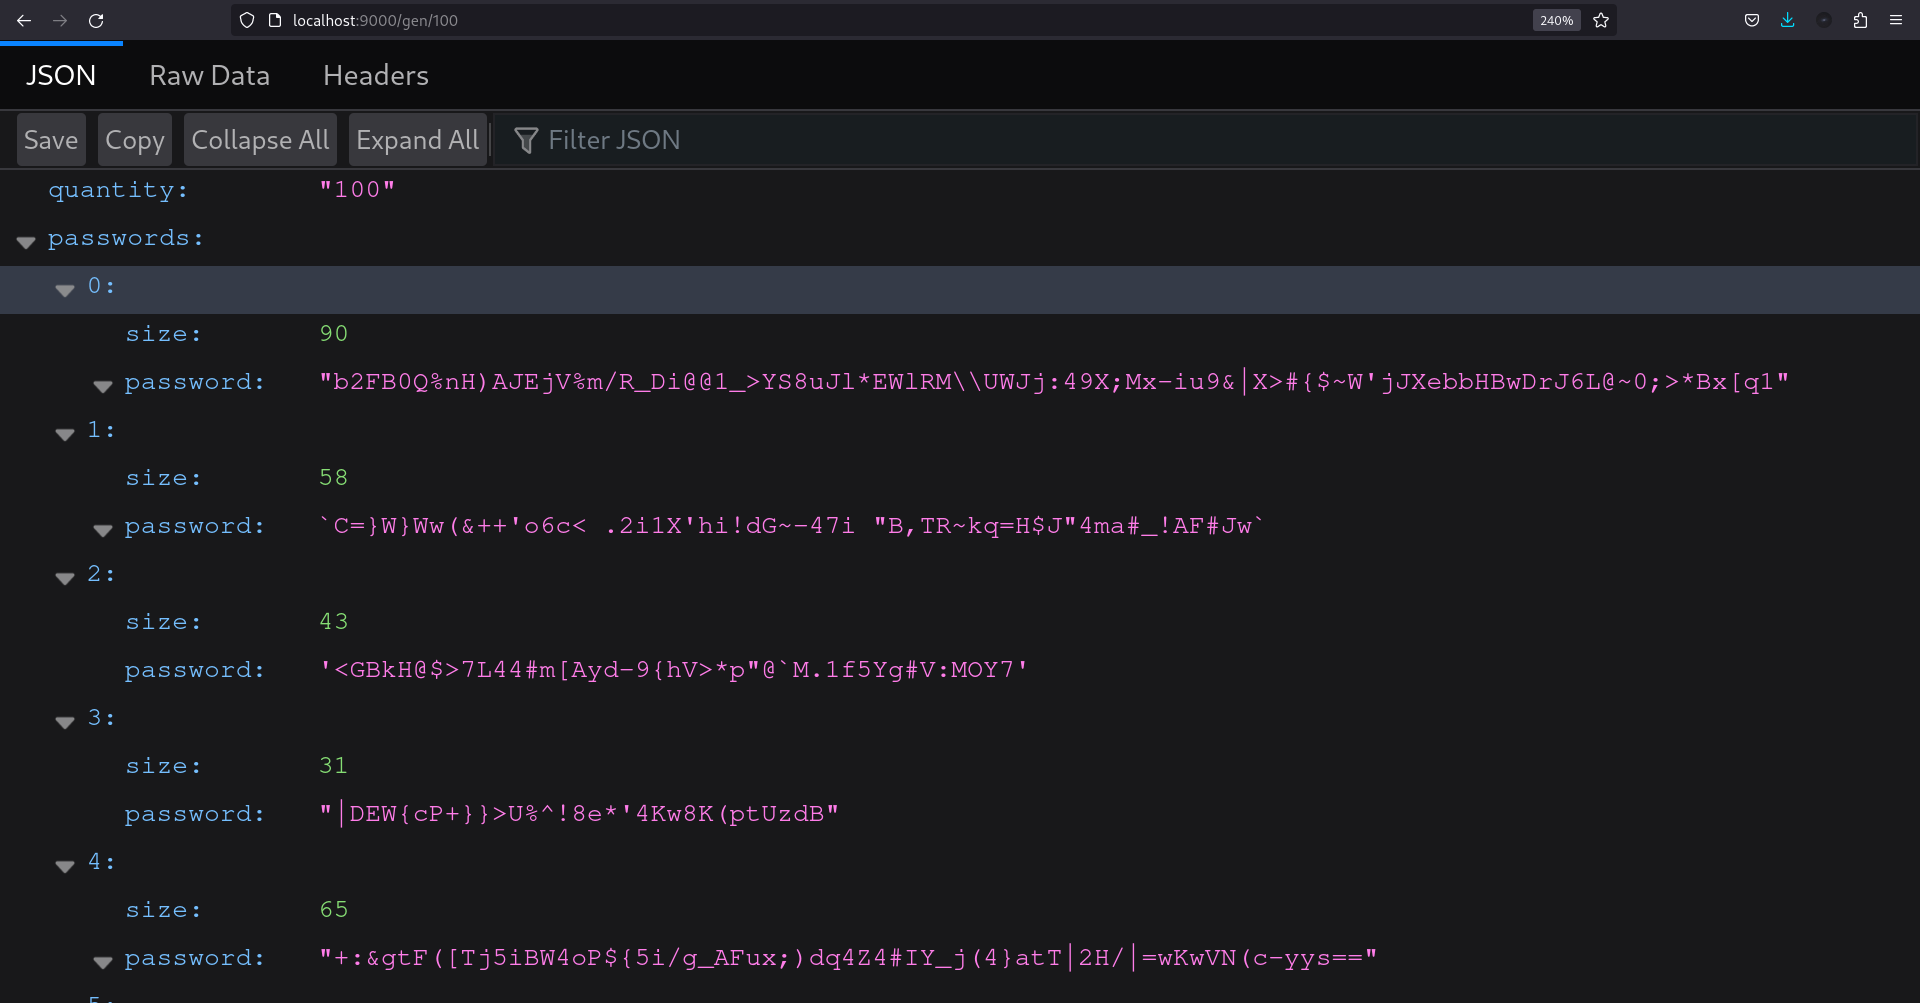 localhost:9000/gen/100 240%
JSON Raw Data Headers
Save Copy Collapse All Expand All Filter JSON
quantity: "100"
passwords:
0:
size: 90
password: "b2FB0Q%nH)AJEjV%m/R_Di@@1_>YS8uJl*EWlRM\\UWJj:49X;Mx-iu9&|X>#{$~W'jJXebbHBwDrJ6L@~0;>*Bx[q1"
1:
size: 58
password: `C=}W}Ww(&++'o6c< .2i1X'hi!dG~-47i "B,TR~kq=H$J"4ma#_!AF#Jw`
2:
size: 43
password: '<GBkH@$>7L44#m[Ayd-9{hV>*p"@`M.1f5Yg#V:MOY7'
3:
size: 31
password: "|DEW{cP+}}>U%^!8e*'4Kw8K(ptUzdB"
4:
size: 65
password: "+:&gtF([Tj5iBW4oP${5i/g_AFux;)dq4Z4#IY_j(4}atT|2H/|=wKwVN(c-yys=="
5: